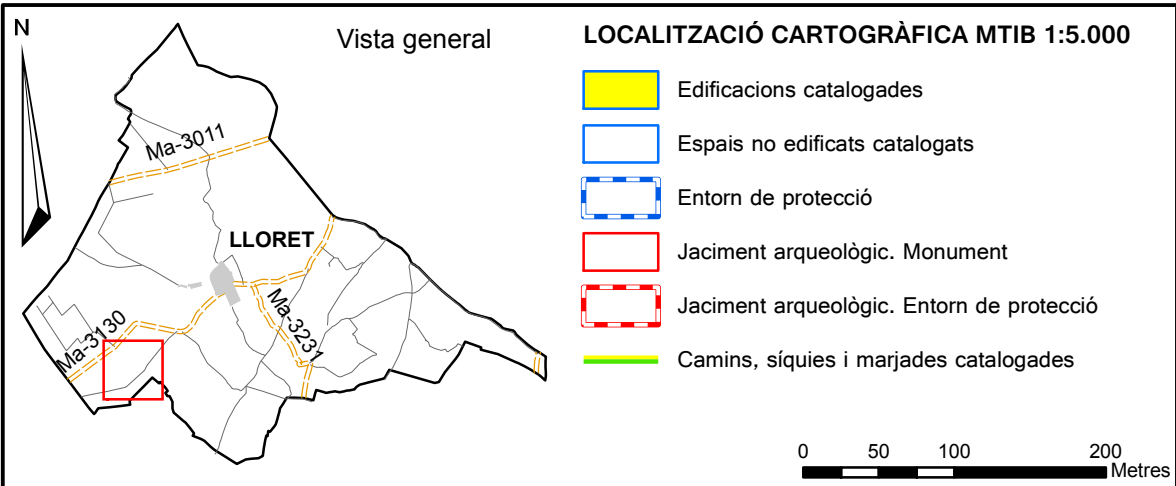 N
Vista general
Ma-3011
LLORET
Ma-3130
Ma-3231
LOCALITZACIÓ CARTOGRÀFICA MTIB 1:5.000
Edificacions catalogades
Espais no edificats catalogats
Entorn de protecció
Jaciment arqueològic. Monument
Jaciment arqueològic. Entorn de protecció
Camins, síquies i marjades catalogades
0 50 100 200
Metres